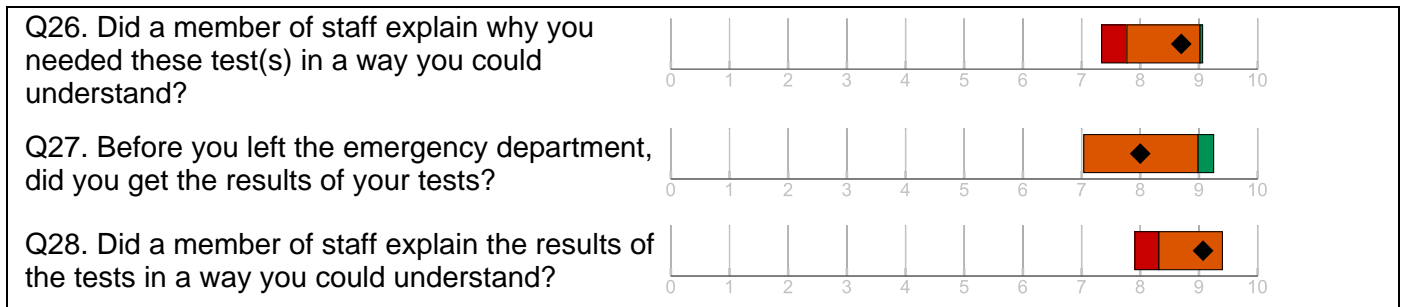 Q26. Did a member of staff explain why you
needed these test(s) in a way you could
understand?
0 1 2 3 4 5 6 7 8 9 10
Q27. Before you left the emergency department,
did you get the results of your tests?
0 1 2 3 4 5 6 7 8 9 10
Q28. Did a member of staff explain the results of
the tests in a way you could understand?
0 1 2 3 4 5 6 7 8 9 10